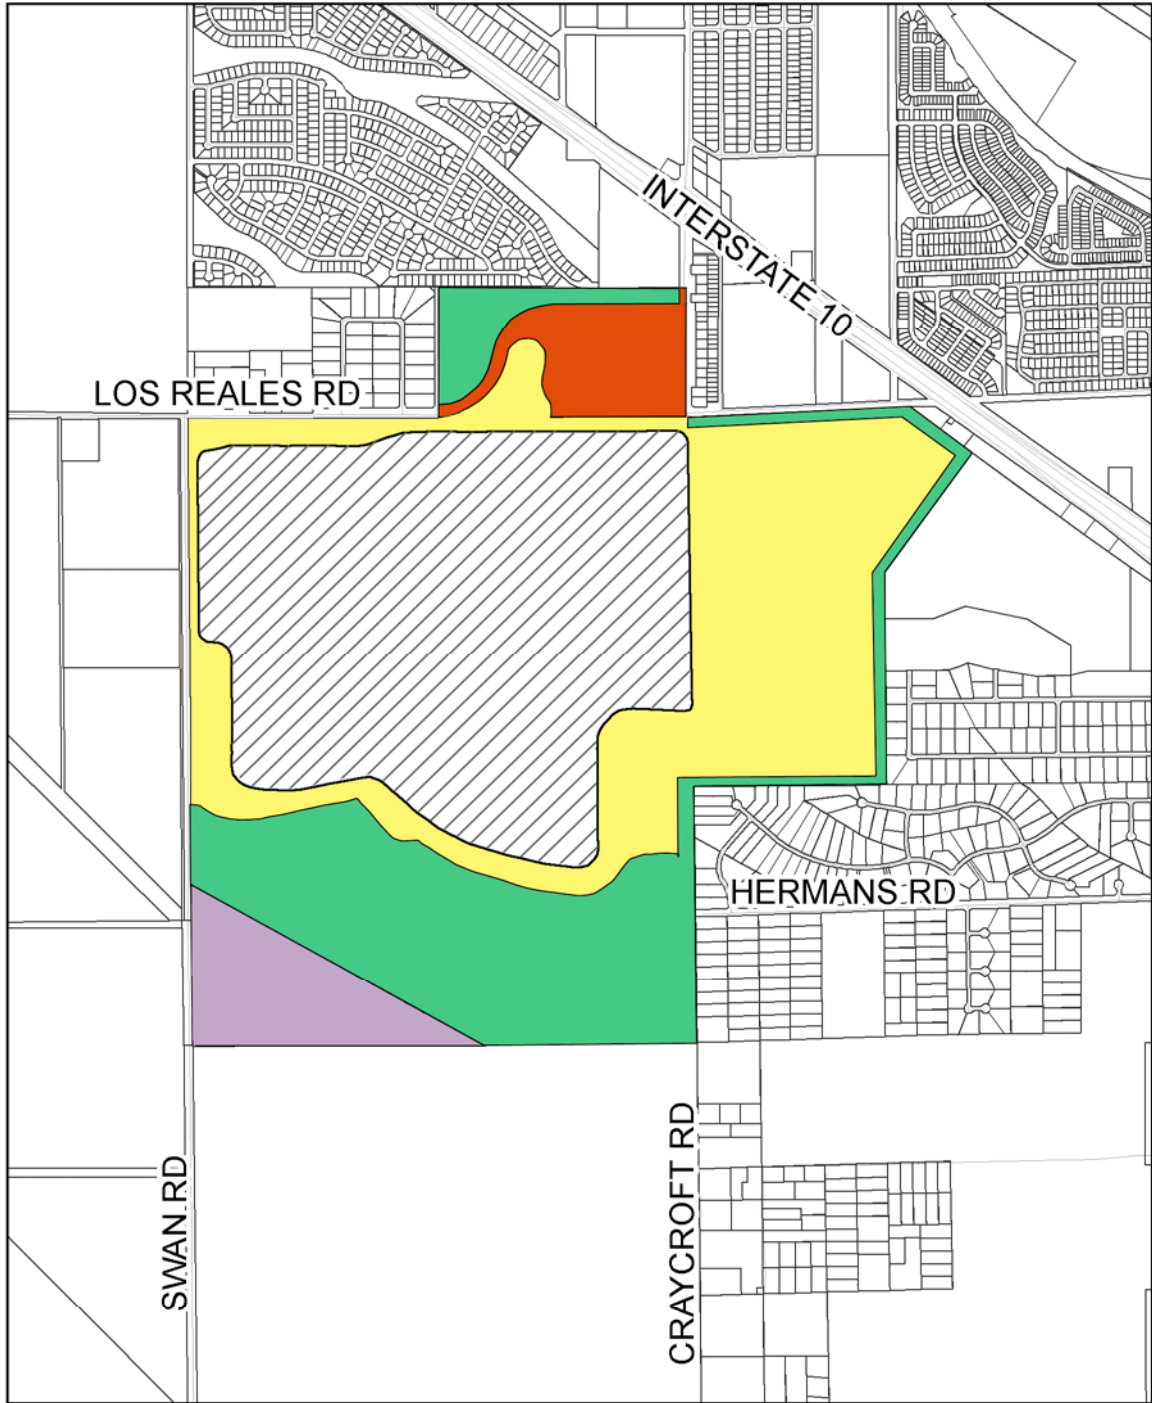 INTERSTATE 10
LOS REALES RD
HERMANS RD
SWAN RD
CRAYCROFT RD